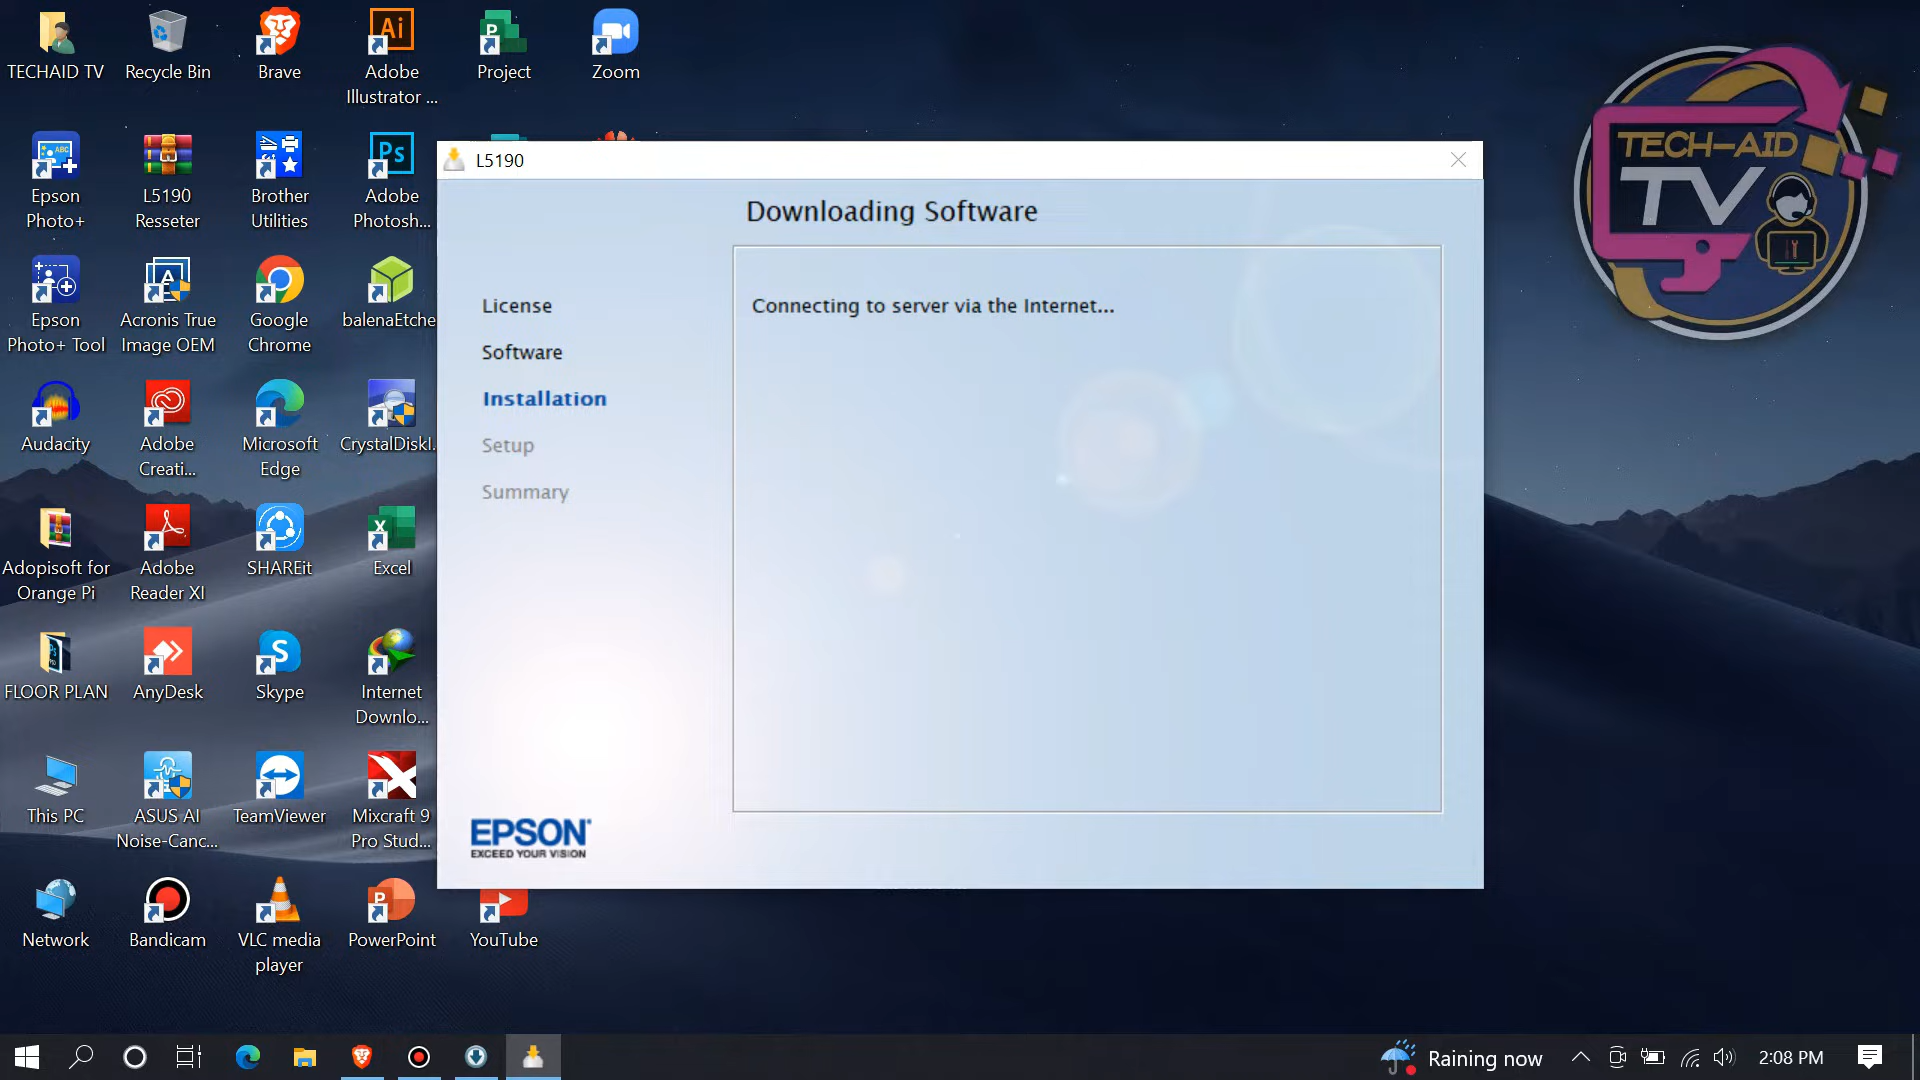 TECHAID TV
Recycle Bin
Brave
Adobe
Illustrator ...
Project
Zoom
Epson
Photo+
L5190
Resseter
Brother
Utilities
Adobe
Photosh...
Epson
Photo+ Tool
Acronis True
Image OEM
Google
Chrome
balenaEtche
Audacity
Adobe
Creati...
Microsoft
Edge
CrystalDiskI.
Adopisoft for
Orange Pi
Adobe
Reader XI
SHAREit
Excel
FLOOR PLAN
AnyDesk
Skype
Internet
Downlo...
This PC
ASUS AI
Noise-Canc...
TeamViewer
Mixcraft 9
Pro Stud...
Network
Bandicam
VLC media
player
PowerPoint
YouTube
L5190
Downloading Software
Connecting to server via the Internet...
License
Software
Installation
Setup
Summary
EPSON
EXCEED YOUR VISION
TECH-AID
TV
Raining now
2:08 PM